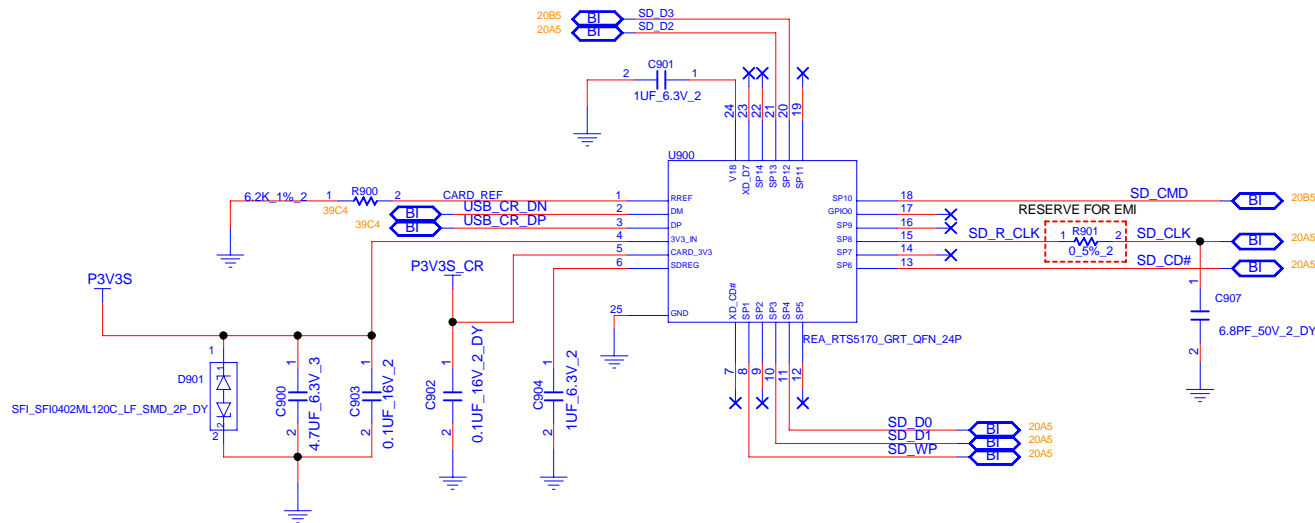 20B5 BI SD_D3
20A5 BI SD_D2
C901
2 1
1UF_6.3V_2
24 23 22 21 20 19
U900
V18 XD_D7 SP14 SP13 SP12 SP11
6.2K_1%_2 1 R900 2 CARD_REF 1 RREF
39C4 BI USB_CR_DN 2 DM
39C4 BI USB_CR_DP 3 DP
4 3V3_IN
5 CARD_3V3
6 SDREG
25 GND
SP10 18 SD_CMD BI 20B5
GPIO0 17
SP9 16
RESERVE FOR EMI
SP8 15 SD_R_CLK 1 R901 2 SD_CLK BI 20A5
0_5%_2
SP7 14
SP6 13 SD_CD# BI 20A5
XD_CD# SP1 SP2 SP3 SP4 SP5
REA_RTS5170_GRT_QFN_24P
7 8 9 10 11 12
P3V3S
P3V3S_CR
1 D901 1 2 2
SFI_SFI0402ML120C_LF_SMD_2P_DY
1 C900 2 4.7UF_6.3V_3
1 C903 2 0.1UF_16V_2
1 C902 2 0.1UF_16V_2_DY
1 C904 2 1UF_6.3V_2
1 C907 2
6.8PF_50V_2_DY
SD_D0 BI 20A5
SD_D1 BI 20A5
SD_WP BI 20A5